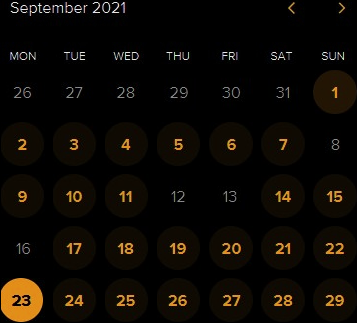 September 2021 < >
MON TUE WED THU FRI SAT SUN
26 27 28 29 30 31 1
2 3 4 5 6 7 8
9 10 11 12 13 14 15
16 17 18 19 20 21 22
23 24 25 26 27 28 29